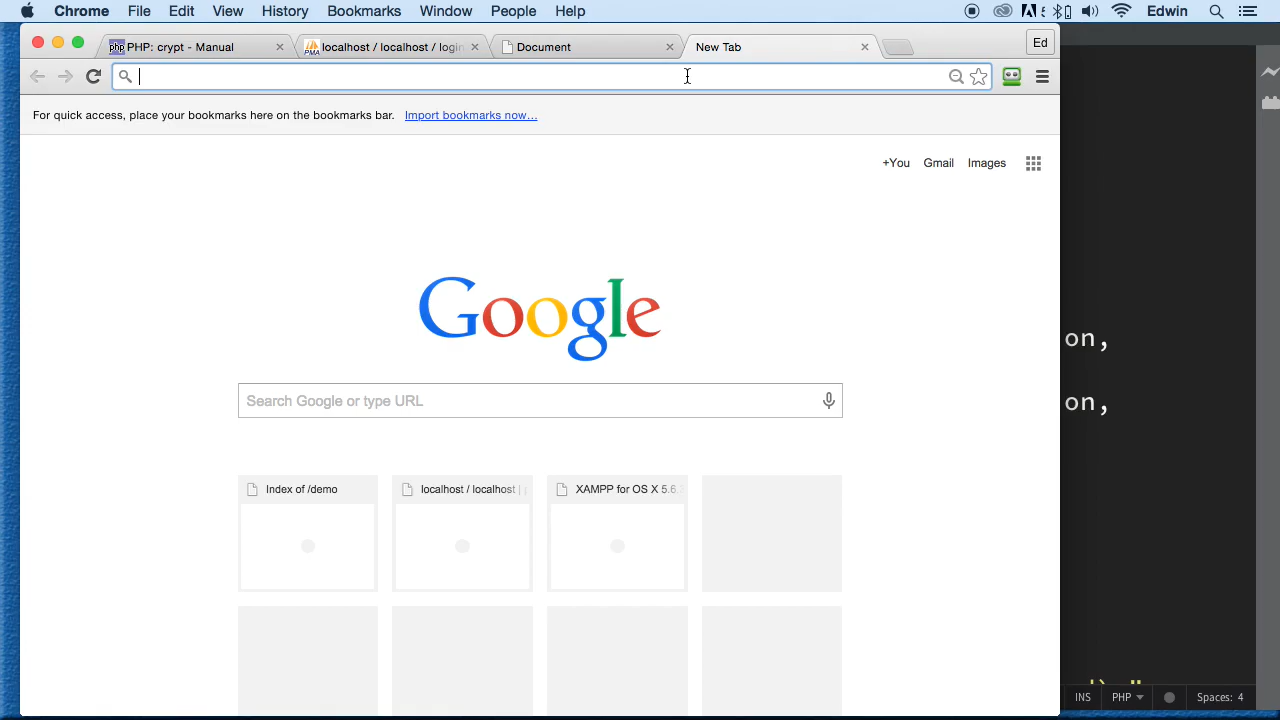 Chrome File Edit View History Bookmarks Window People Help Edwin
php PHP: crypt - Manual
PMA localhost / localhost /
Document
Tab
Ed
For quick access, place your bookmarks here on the bookmarks bar. Import bookmarks now...
+You Gmail Images
Google
Search Google or type URL
Index of /demo
localhost / localhost |
XAMPP for OS X 5.6.
on,
on,
INS PHP Spaces: 4